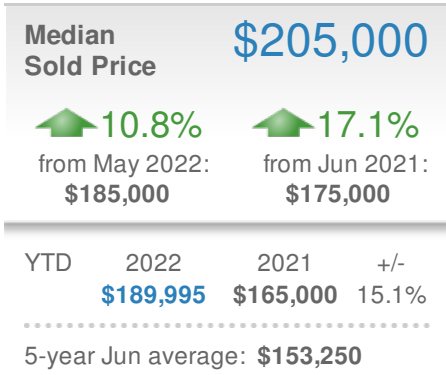 Median $205,000
Sold Price
10.8% 17.1%
from May 2022: from Jun 2021:
$185,000 $175,000
YTD 2022 2021 +/-
$189,995 $165,000 15.1%
5-year Jun average: $153,250